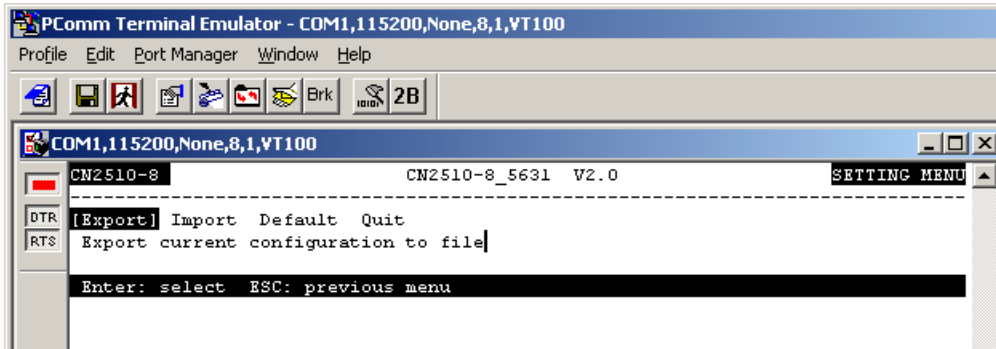 PComm Terminal Emulator - COM1,115200,None,8,1,VT100
Profile Edit Port Manager Window Help
Brk 2B
COM1,115200,None,8,1,VT100
CN2510-8 CN2510-8_5631 V2.0 SETTING MENU
--------------------------------------------------------------------------------
DTR [Export] Import Default Quit
RTS Export current configuration to file
Enter: select ESC: previous menu